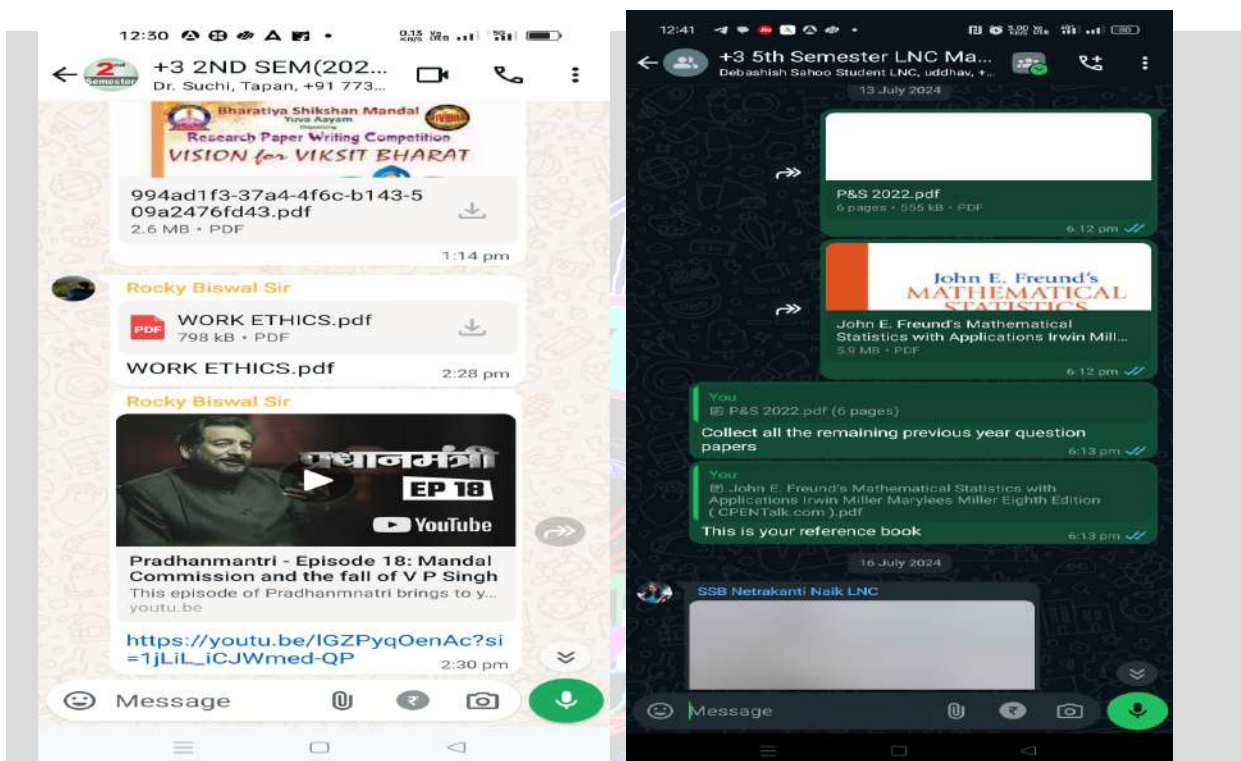 12:30
+3 2ND SEM(202...
Dr. Suchi, Tapan, +91 773...
2nd
Semester
Bharatiya Shikshan Mandal
Yuva Aayam
Organizing
Research Paper Writing Competition
VISION for VIKSIT BHARAT
994ad1f3-37a4-4f6c-b143-5
09a2476fd43.pdf
2.6 MB • PDF
1:14 pm
Rocky Biswal Sir
PDF
WORK ETHICS.pdf
798 kB • PDF
WORK ETHICS.pdf
2:28 pm
Rocky Biswal Sir
प्रधानमंत्री
EP 18
YouTube
Pradhanmantri - Episode 18: Mandal
Commission and the fall of V P Singh
This episode of Pradhanmnatri brings to y...
youtu.be
https://youtu.be/lGZPyqOenAc?si
=1jLiL_iCJWmed-QP
2:30 pm
Message
12:41
+3 5th Semester LNC Ma...
Debashish Sahoo Student LNC, uddhav, +...
13 July 2024
P&S 2022.pdf
6 pages • 555 kB • PDF
6:12 pm
John E. Freund's
MATHEMATICAL
STATISTICS
John E. Freund's Mathematical
Statistics with Applications Irwin Mill...
5.9 MB • PDF
6:12 pm
You
P&S 2022.pdf (6 pages)
Collect all the remaining previous year question
papers
6:13 pm
You
John E. Freund's Mathematical Statistics with
Applications Irwin Miller Marylees Miller Eighth Edition
( CPENTalk.com ).pdf
This is your reference book
6:13 pm
16 July 2024
SSB Netrakanti Naik LNC
Message